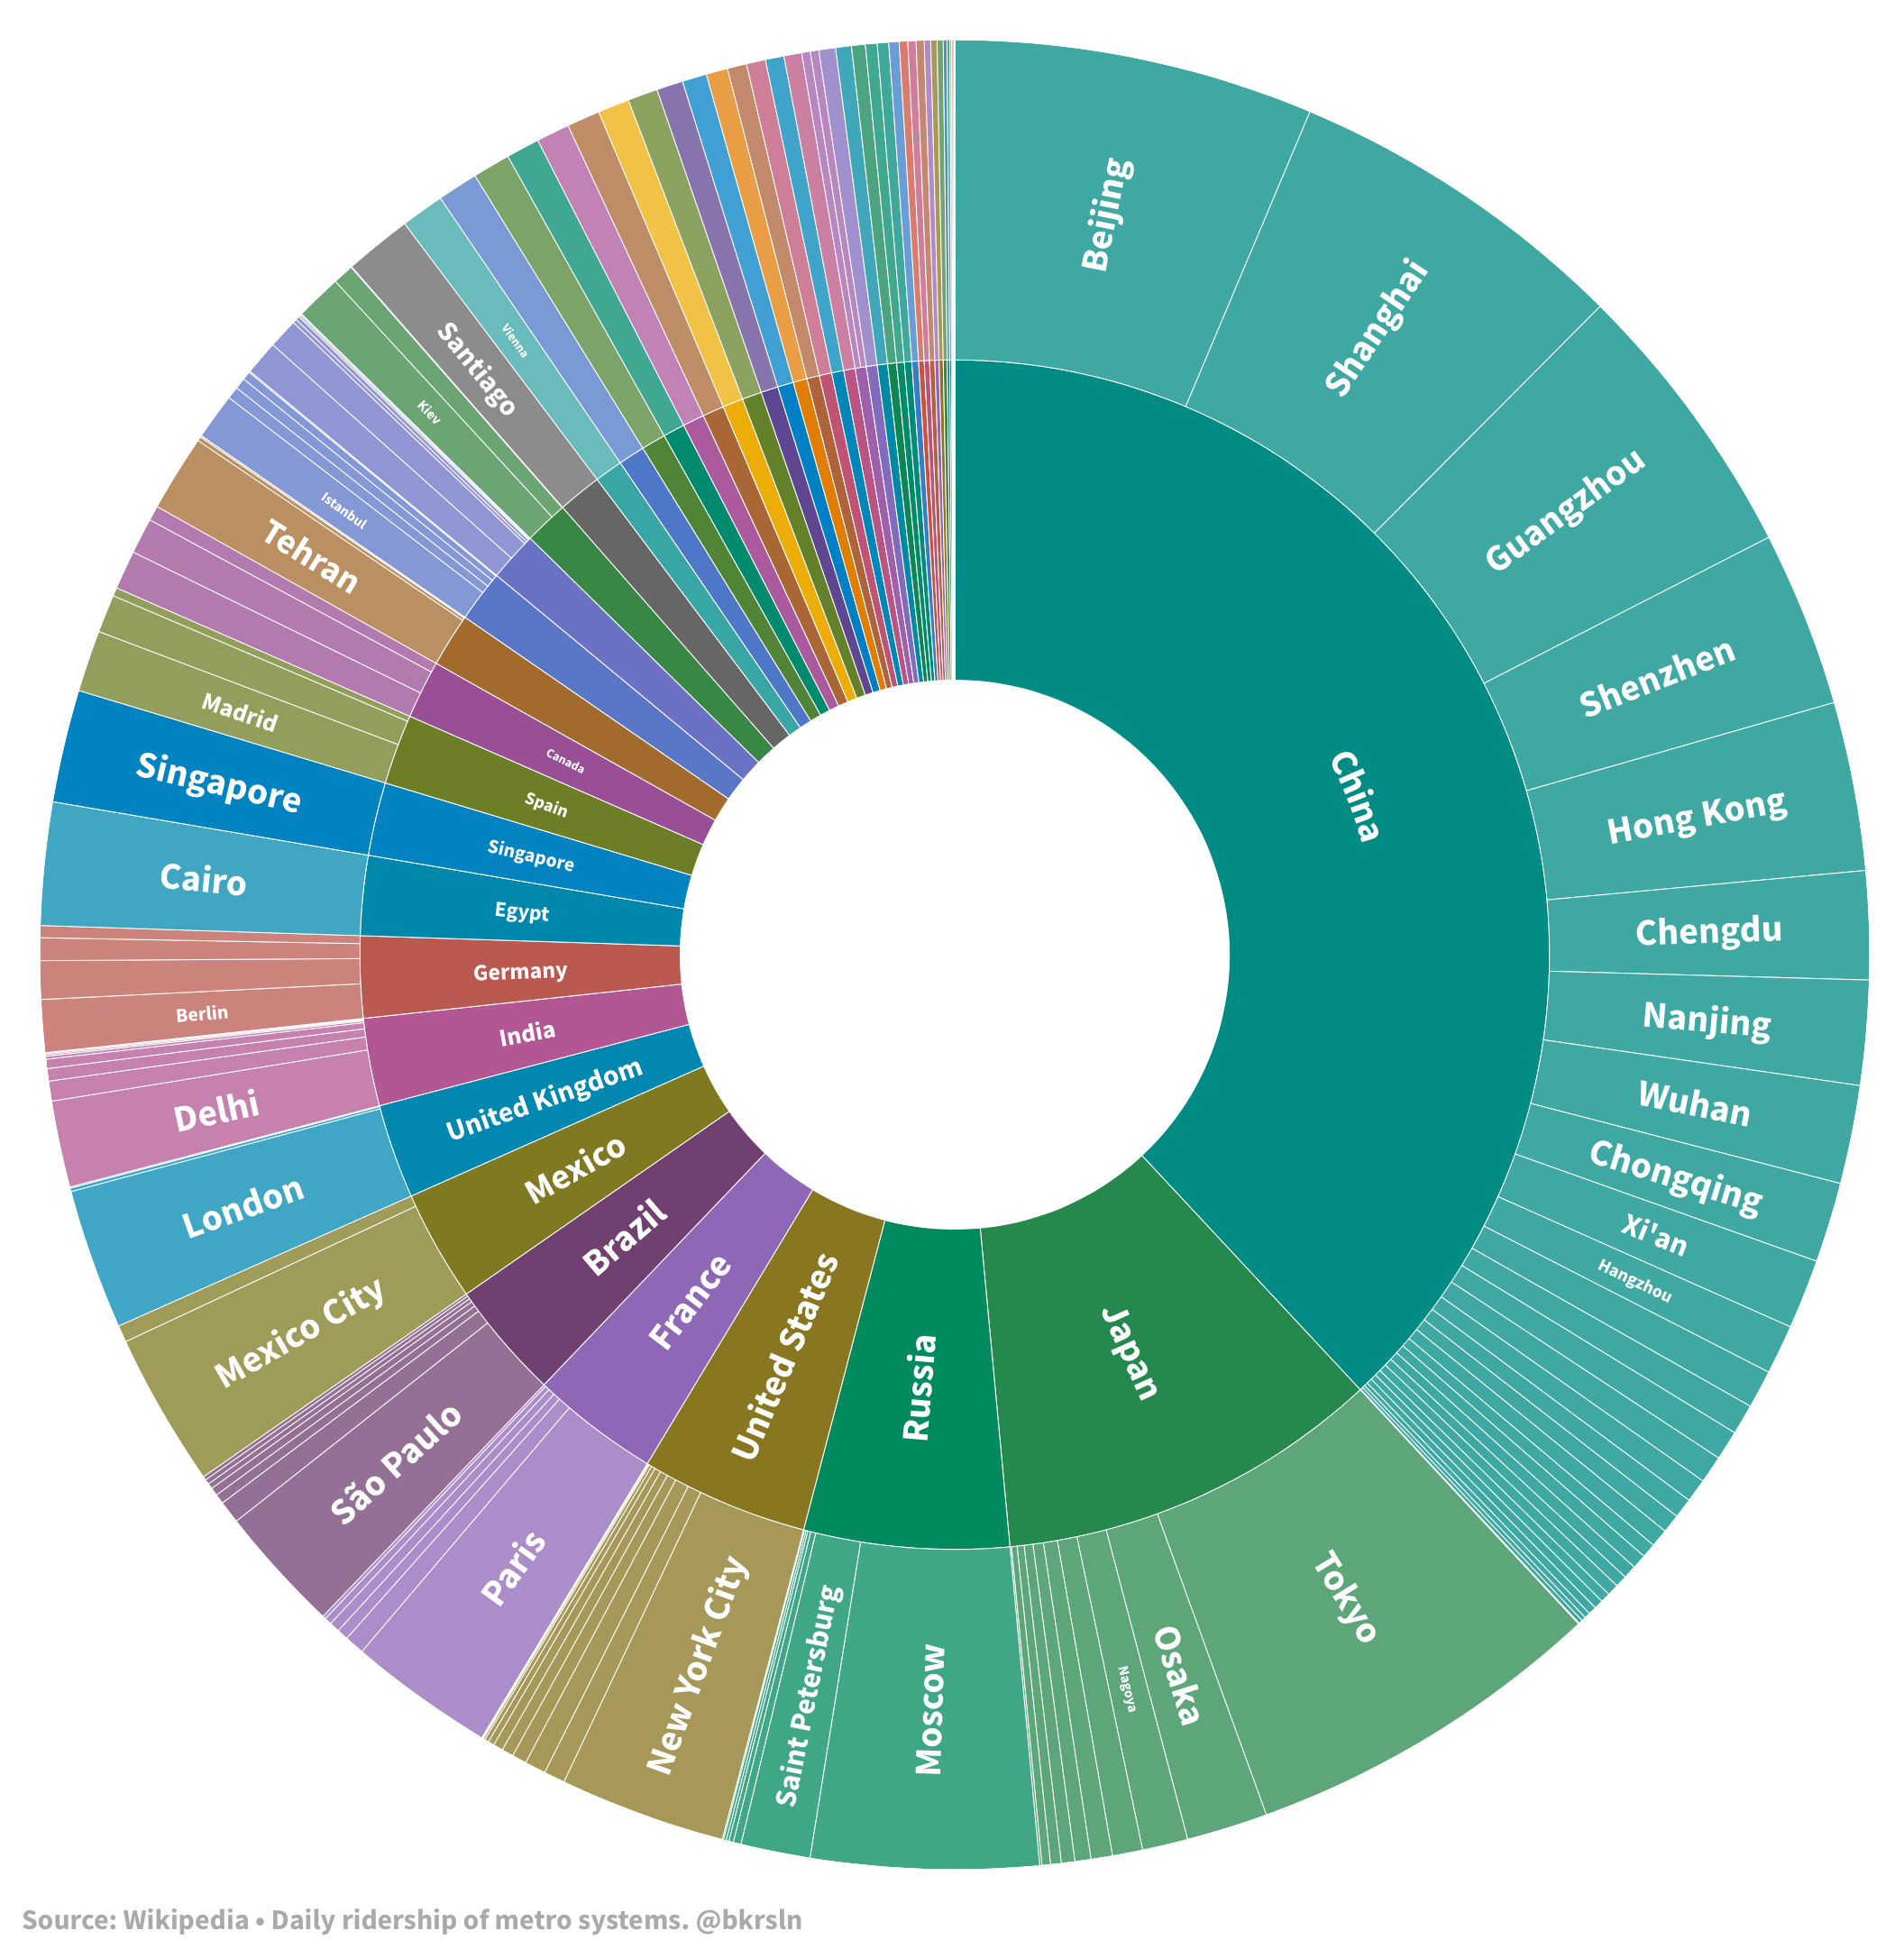 China
Japan
Russia
United States
France
Brazil
Mexico
United Kingdom
India
Germany
Egypt
Singapore
Spain
Canada
Beijing
Shanghai
Guangzhou
Shenzhen
Hong Kong
Chengdu
Nanjing
Wuhan
Chongqing
Xi'an
Hangzhou
Tokyo
Osaka
Nagoya
Moscow
Saint Petersburg
New York City
Paris
São Paulo
Mexico City
London
Delhi
Berlin
Cairo
Singapore
Madrid
Tehran
Istanbul
Kiev
Santiago
Vienna
Source: Wikipedia • Daily ridership of metro systems. @bkrsln